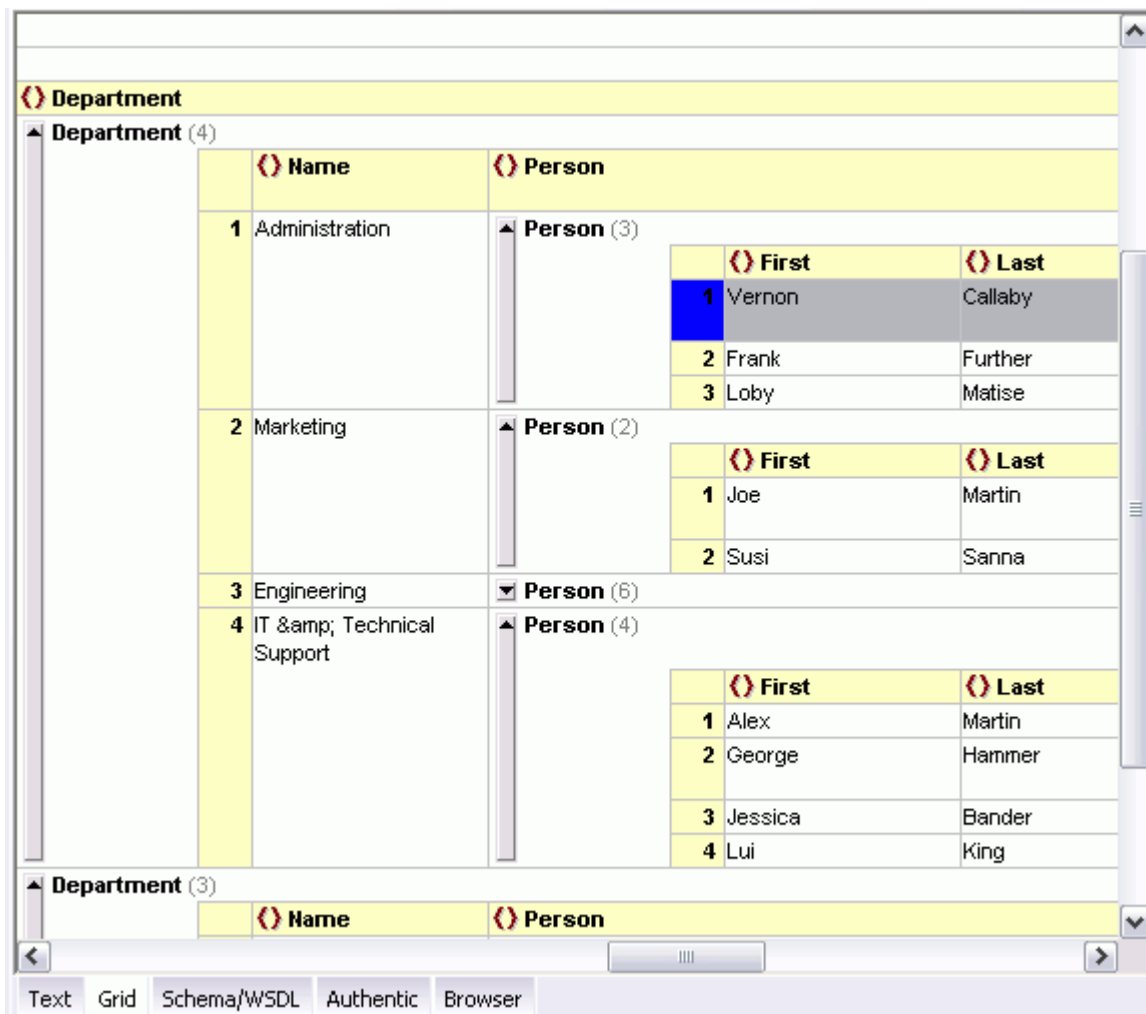 Department
Department (4)
Name Person
1 Administration Person (3)
First Last
1 Vernon Callaby
2 Frank Further
3 Loby Matise
2 Marketing Person (2)
First Last
1 Joe Martin
2 Susi Sanna
3 Engineering Person (6)
4 IT &amp; Technical Person (4)
Support
First Last
1 Alex Martin
2 George Hammer
3 Jessica Bander
4 Lui King
Department (3)
Name Person
Text Grid Schema/WSDL Authentic Browser